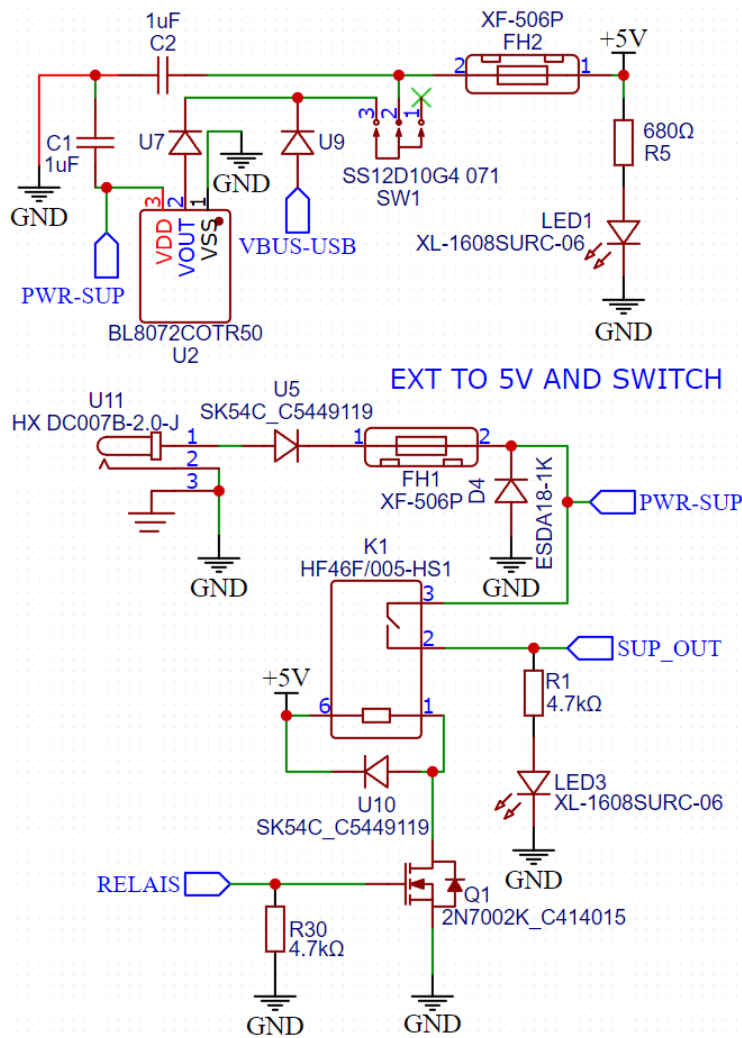 1uF
C2
XF-506P
FH2
+5V
2
1
C1
1uF
U7
U9
3
2
1
680Ω
R5
GND
GND
SS12D10G4 071
SW1
3
2
1
VDD
VOUT
VSS
VBUS-USB
LED1
XL-1608SURC-06
PWR-SUP
BL8072COTR50
U2
GND
EXT TO 5V AND SWITCH
U11
HX DC007B-2.0-J
U5
SK54C_C5449119
1
2
3
1
2
FH1
XF-506P
D4
ESDA18-1K
PWR-SUP
GND
GND
K1
HF46F/005-HS1
3
2
SUP_OUT
+5V
6
1
R1
4.7kΩ
U10
SK54C_C5449119
LED3
XL-1608SURC-06
GND
RELAIS
Q1
2N7002K_C414015
R30
4.7kΩ
GND
GND